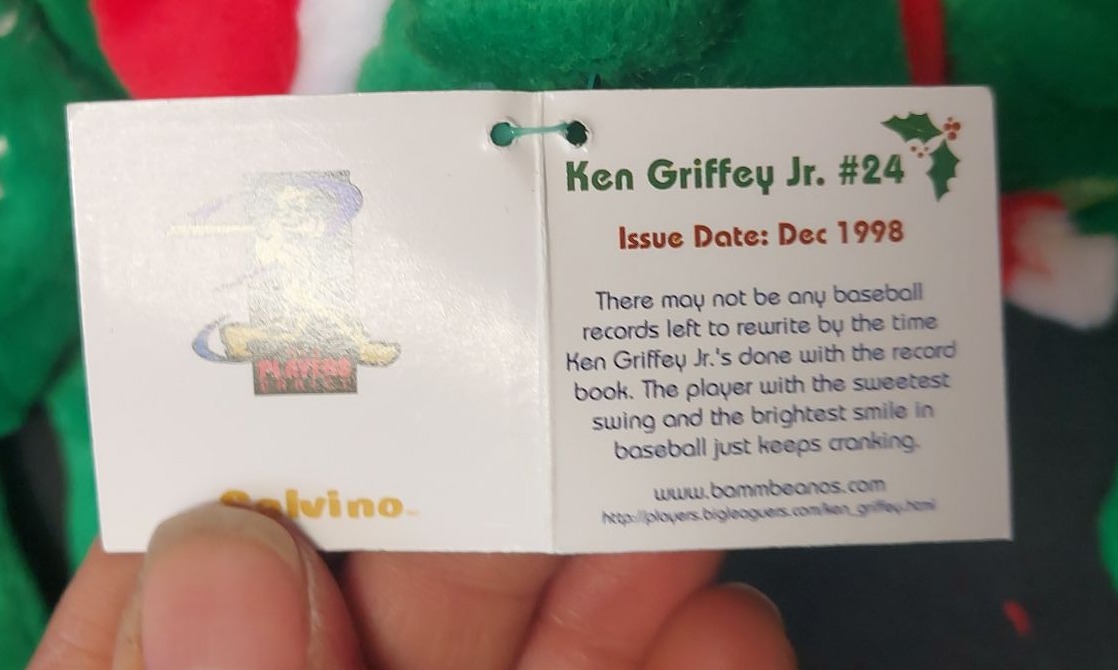 PLAYERS
Salvino
Ken Griffey Jr. #24
Issue Date: Dec 1998
There may not be any baseball
records left to rewrite by the time
Ken Griffey Jr.'s done with the record
book. The player with the sweetest
swing and the brightest smile in
baseball just keeps cranking.
www.bammbeanos.com
http://players.bigleaguers.com/ken_griffey.html